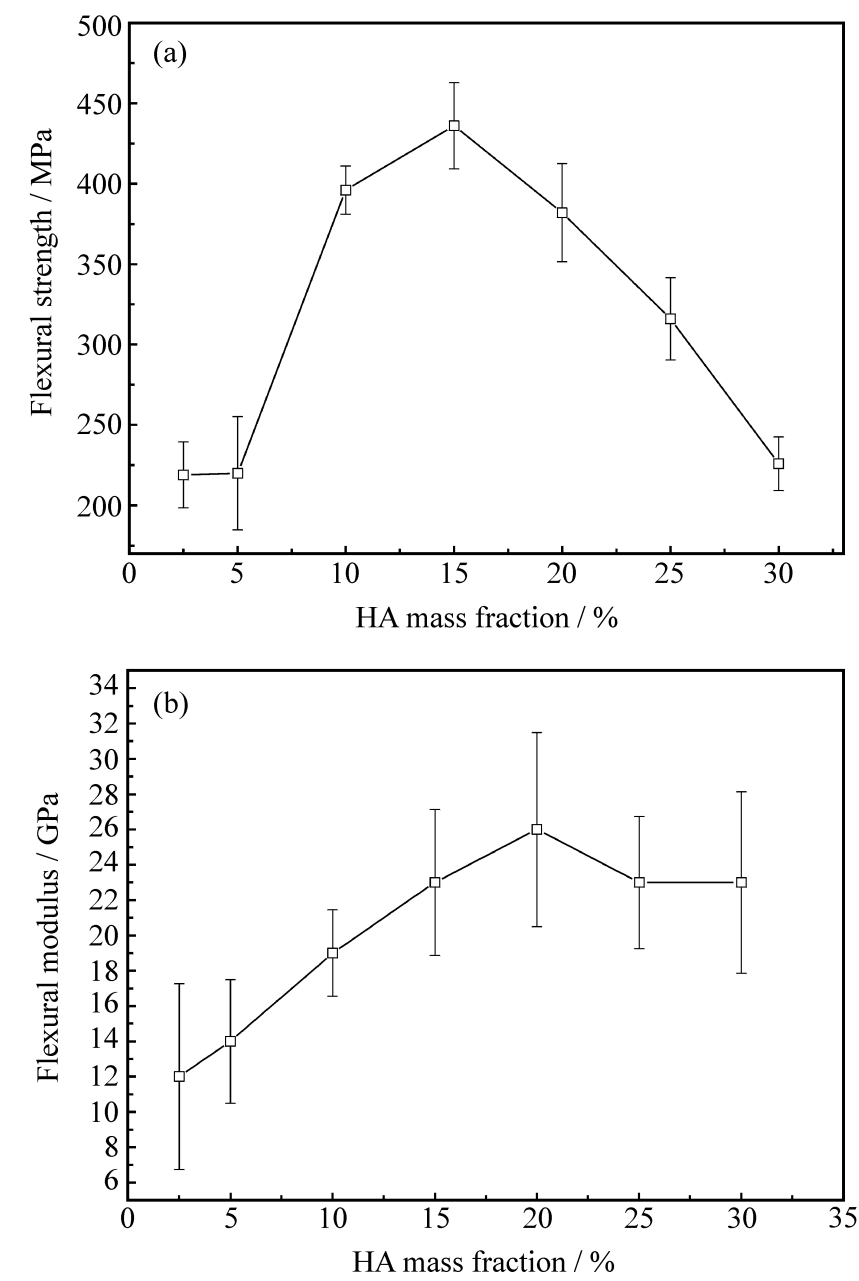 (a)
500
450
400
350
300
250
200
Flexural strength / MPa
0 5 10 15 20 25 30
HA mass fraction / %
(b)
34
32
30
28
26
24
22
20
18
16
14
12
10
8
6
Flexural modulus / GPa
0 5 10 15 20 25 30 35
HA mass fraction / %